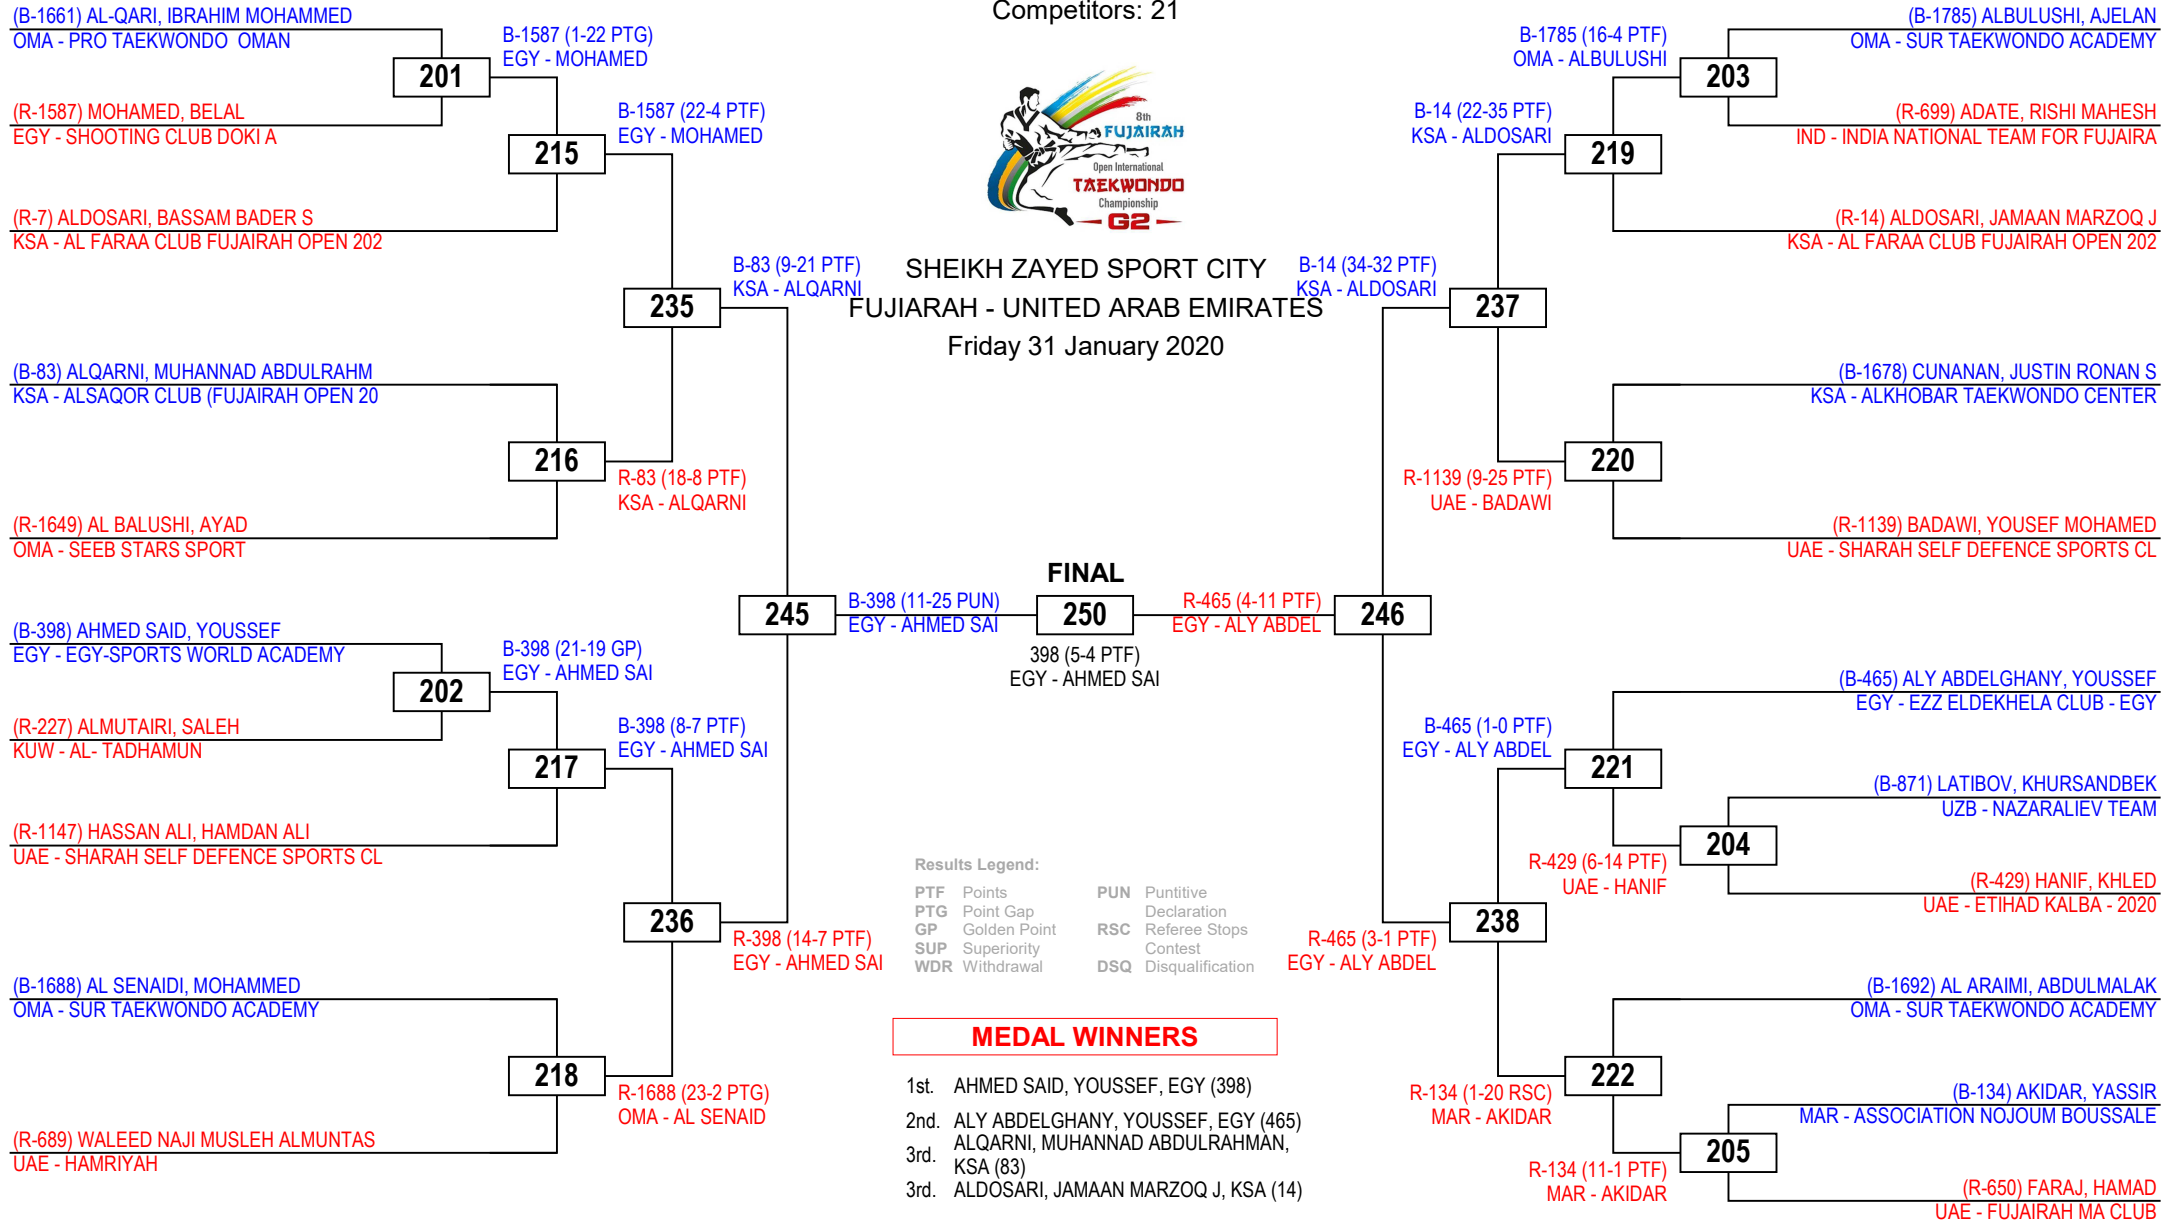 Competitors: 21
8th
FUJAIRAH
Open International
TAEKWONDO
Championship
G2
SHEIKH ZAYED SPORT CITY
FUJIARAH - UNITED ARAB EMIRATES
Friday 31 January 2020
(B-1661) AL-QARI, IBRAHIM MOHAMMED
OMA - PRO TAEKWONDO  OMAN
201
B-1587 (1-22 PTG)
EGY - MOHAMED
(R-1587) MOHAMED, BELAL
EGY - SHOOTING CLUB DOKI A
215
B-1587 (22-4 PTF)
EGY - MOHAMED
(R-7) ALDOSARI, BASSAM BADER S
KSA - AL FARAA CLUB FUJAIRAH OPEN 202
235
B-83 (9-21 PTF)
KSA - ALQARNI
(B-83) ALQARNI, MUHANNAD ABDULRAHM
KSA - ALSAQOR CLUB (FUJAIRAH OPEN 20
216
R-83 (18-8 PTF)
KSA - ALQARNI
(R-1649) AL BALUSHI, AYAD
OMA - SEEB STARS SPORT
245
B-398 (11-25 PUN)
EGY - AHMED SAI
(B-398) AHMED SAID, YOUSSEF
EGY - EGY-SPORTS WORLD ACADEMY
202
B-398 (21-19 GP)
EGY - AHMED SAI
(R-227) ALMUTAIRI, SALEH
KUW - AL- TADHAMUN
217
B-398 (8-7 PTF)
EGY - AHMED SAI
(R-1147) HASSAN ALI, HAMDAN ALI
UAE - SHARAH SELF DEFENCE SPORTS CL
236
R-398 (14-7 PTF)
EGY - AHMED SAI
(B-1688) AL SENAIDI, MOHAMMED
OMA - SUR TAEKWONDO ACADEMY
218
R-1688 (23-2 PTG)
OMA - AL SENAID
(R-689) WALEED NAJI MUSLEH ALMUNTAS
UAE - HAMRIYAH
FINAL
250
398 (5-4 PTF)
EGY - AHMED SAI
(B-1785) ALBULUSHI, AJELAN
OMA - SUR TAEKWONDO ACADEMY
B-1785 (16-4 PTF)
OMA - ALBULUSHI
203
(R-699) ADATE, RISHI MAHESH
IND - INDIA NATIONAL TEAM FOR FUJAIRA
B-14 (22-35 PTF)
KSA - ALDOSARI
219
(R-14) ALDOSARI, JAMAAN MARZOQ J
KSA - AL FARAA CLUB FUJAIRAH OPEN 202
B-14 (34-32 PTF)
KSA - ALDOSARI
237
(B-1678) CUNANAN, JUSTIN RONAN S
KSA - ALKHOBAR TAEKWONDO CENTER
220
R-1139 (9-25 PTF)
UAE - BADAWI
(R-1139) BADAWI, YOUSEF MOHAMED
UAE - SHARAH SELF DEFENCE SPORTS CL
R-465 (4-11 PTF)
EGY - ALY ABDEL
246
(B-465) ALY ABDELGHANY, YOUSSEF
EGY - EZZ ELDEKHELA CLUB - EGY
B-465 (1-0 PTF)
EGY - ALY ABDEL
221
(B-871) LATIBOV, KHURSANDBEK
UZB - NAZARALIEV TEAM
204
R-429 (6-14 PTF)
UAE - HANIF
(R-429) HANIF, KHLED
UAE - ETIHAD KALBA - 2020
238
R-465 (3-1 PTF)
EGY - ALY ABDEL
(B-1692) AL ARAIMI, ABDULMALAK
OMA - SUR TAEKWONDO ACADEMY
222
R-134 (1-20 RSC)
MAR - AKIDAR
(B-134) AKIDAR, YASSIR
MAR - ASSOCIATION NOJOUM BOUSSALE
205
R-134 (11-1 PTF)
MAR - AKIDAR
(R-650) FARAJ, HAMAD
UAE - FUJAIRAH MA CLUB
Results Legend:
PTF Points
PTG Point Gap
GP Golden Point
SUP Superiority
WDR Withdrawal
PUN Puntitive
Declaration
RSC Referee Stops
Contest
DSQ Disqualification
MEDAL WINNERS
1st. AHMED SAID, YOUSSEF, EGY (398)
2nd. ALY ABDELGHANY, YOUSSEF, EGY (465)
3rd. ALQARNI, MUHANNAD ABDULRAHMAN,
KSA (83)
3rd. ALDOSARI, JAMAAN MARZOQ J, KSA (14)